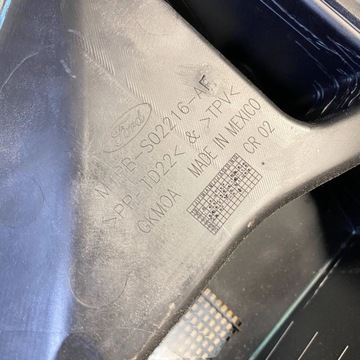 Ford
B-S02216-AF
>PP-TD22< & >TPV<
GKMOA MADE IN MEXICO
CR 02